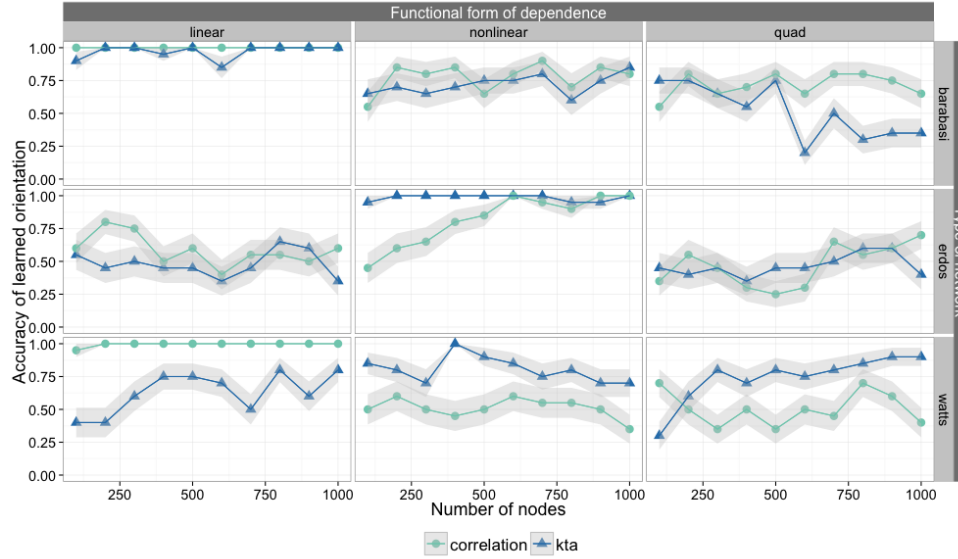 Functional form of dependence
linear nonlinear quad
Accuracy of learned orientation
1.00
0.75
0.50
0.25
0.00
barabasi
1.00
0.75
0.50
0.25
0.00
erdos
1.00
0.75
0.50
0.25
0.00
watts
250 500 750 1000 250 500 750 1000 250 500 750 1000
Number of nodes
correlation kta